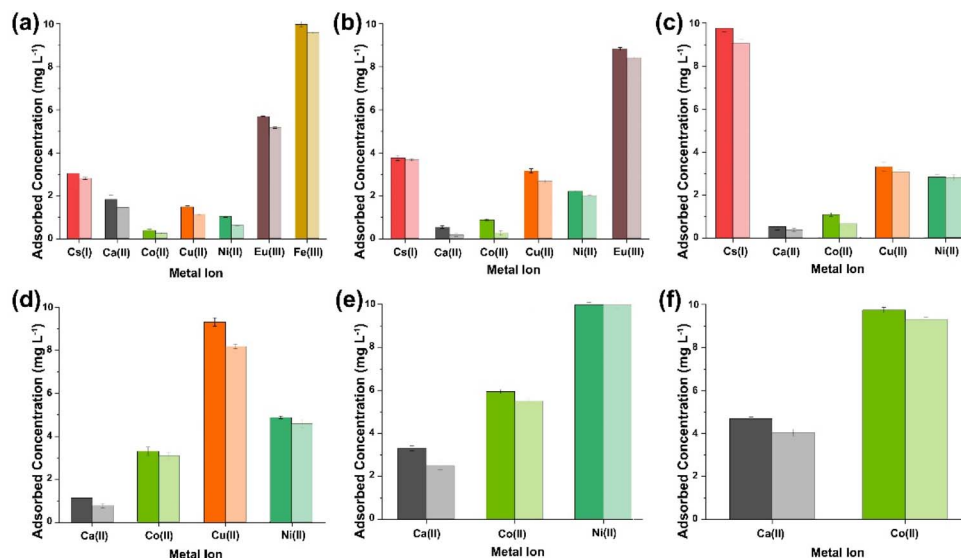 (a)
Adsorbed Concentration (mg L⁻¹)
10
8
6
4
2
0
Cs(I) Ca(II) Co(II) Cu(II) Ni(II) Eu(III) Fe(III)
Metal Ion
(b)
Adsorbed Concentration (mg L⁻¹)
10
8
6
4
2
0
Cs(I) Ca(II) Co(II) Cu(II) Ni(II) Eu(III)
Metal Ion
(c)
Adsorbed Concentration (mg L⁻¹)
10
8
6
4
2
0
Cs(I) Ca(II) Co(II) Cu(II) Ni(II)
Metal Ion
(d)
Adsorbed Concentration (mg L⁻¹)
10
8
6
4
2
0
Ca(II) Co(II) Cu(II) Ni(II)
Metal Ion
(e)
Adsorbed Concentration (mg L⁻¹)
10
8
6
4
2
0
Ca(II) Co(II) Ni(II)
Metal Ion
(f)
Adsorbed Concentration (mg L⁻¹)
10
8
6
4
2
0
Ca(II) Co(II)
Metal Ion